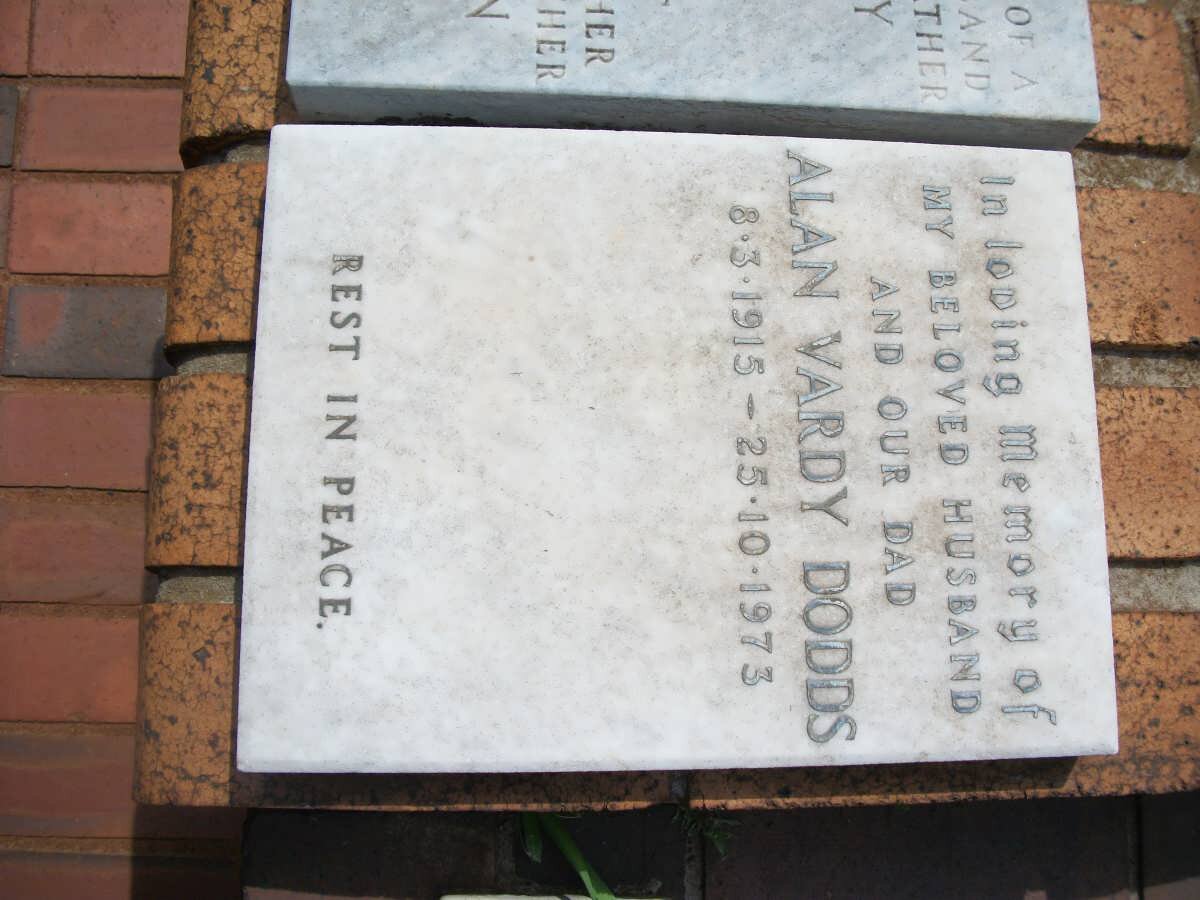 In loving Memory of
MY BELOVED HUSBAND
AND OUR DAD
ALAN VARDY DODDS
8·3·1915 – 25·10·1973
REST IN PEACE.
OF A